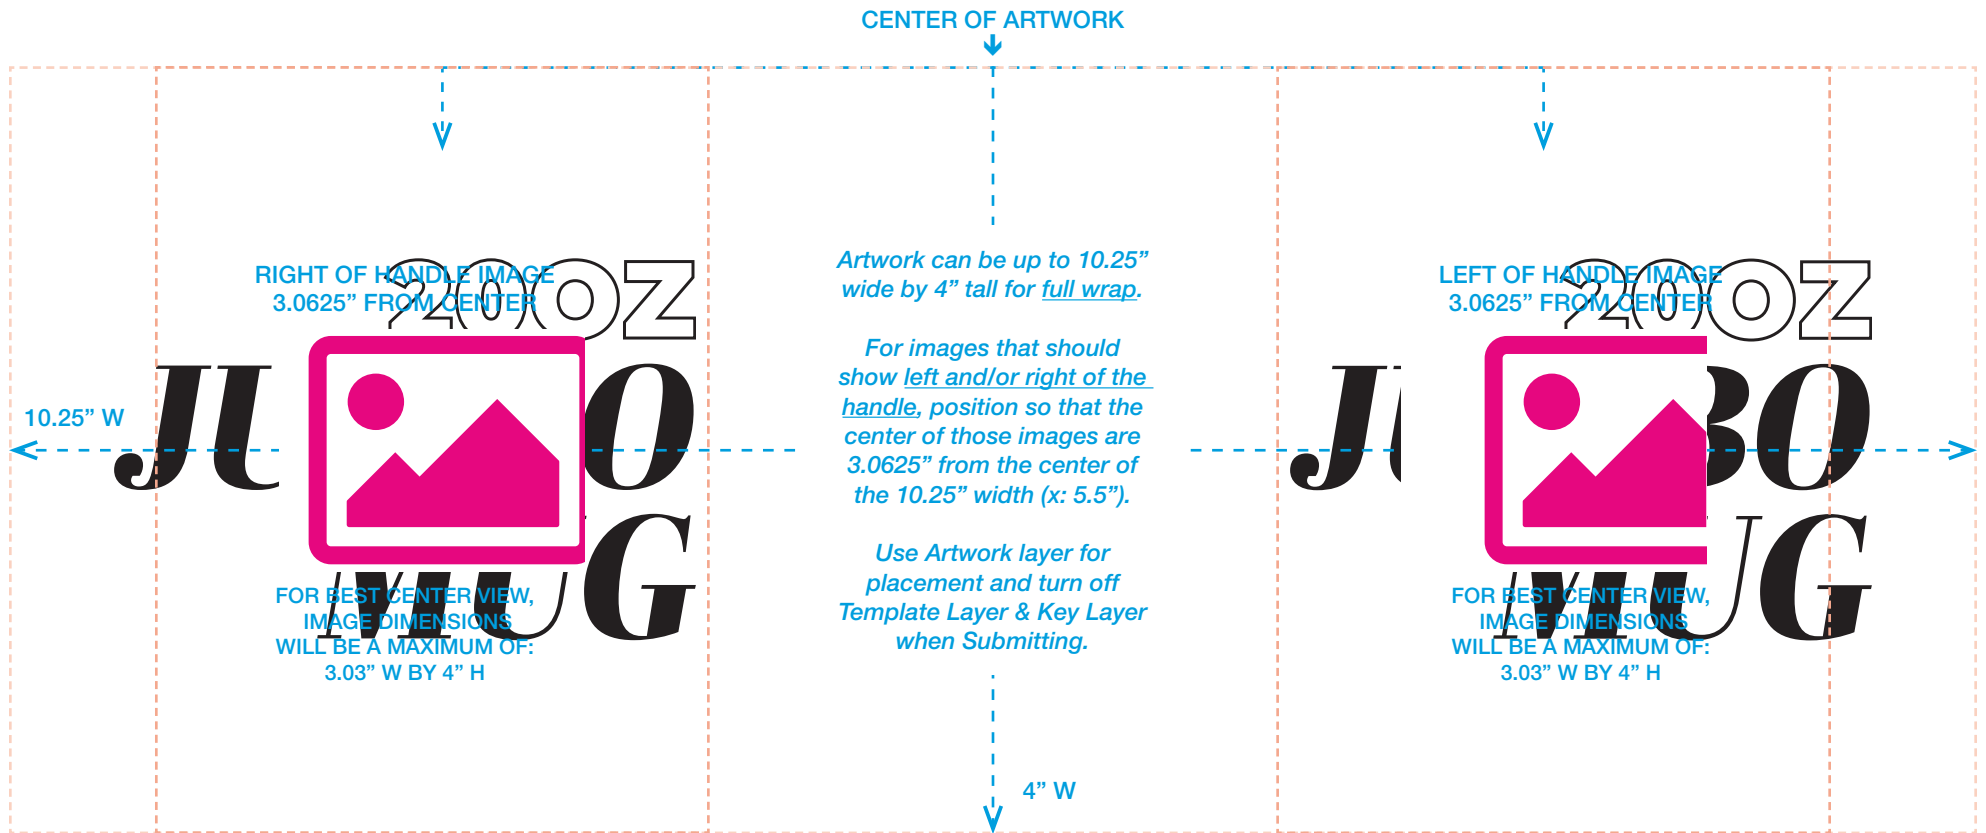 CENTER OF ARTWORK
20OZ
RIGHT OF HANDLE IMAGE
3.0625” FROM CENTER
JU O
MUG
10.25” W
FOR BEST CENTER VIEW,
IMAGE DIMENSIONS
WILL BE A MAXIMUM OF:
3.03” W BY 4” H
Artwork can be up to 10.25”
wide by 4” tall for full wrap.
For images that should
show left and/or right of the
handle, position so that the
center of those images are
3.0625” from the center of
the 10.25” width (x: 5.5”).
Use Artwork layer for
placement and turn off
Template Layer & Key Layer
when Submitting.
4” W
20OZ
LEFT OF HANDLE IMAGE
3.0625” FROM CENTER
JU BO
MUG
FOR BEST CENTER VIEW,
IMAGE DIMENSIONS
WILL BE A MAXIMUM OF:
3.03” W BY 4” H